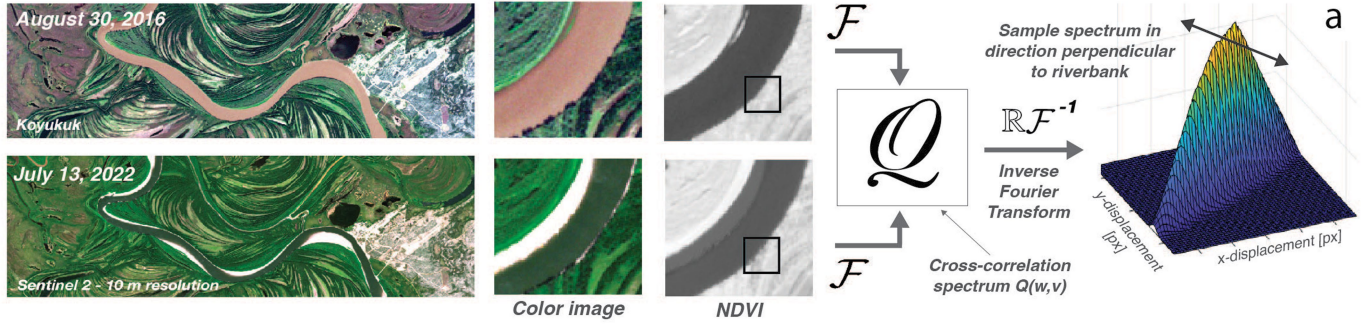 August 30, 2016
Koyukuk
July 13, 2022
Sentinel 2 - 10 m resolution
Color image
NDVI
ℱ
ℱ
𝒬
Cross-correlation
spectrum Q(w,v)
ℝℱ⁻¹
Inverse
Fourier
Transform
Sample spectrum in
direction perpendicular
to riverbank
a
y-displacement
[px]
x-displacement [px]